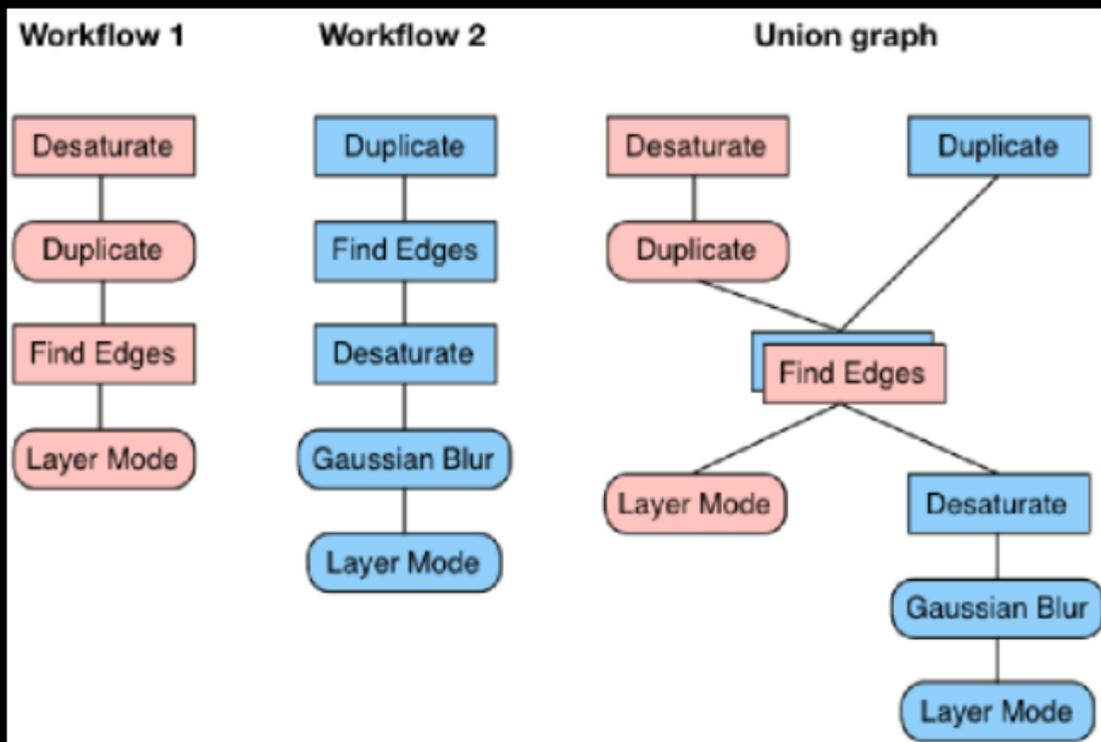 Workflow 1
Workflow 2
Union graph
Desaturate
Duplicate
Find Edges
Layer Mode
Duplicate
Find Edges
Desaturate
Gaussian Blur
Layer Mode
Desaturate
Duplicate
Duplicate
Find Edges
Layer Mode
Desaturate
Gaussian Blur
Layer Mode